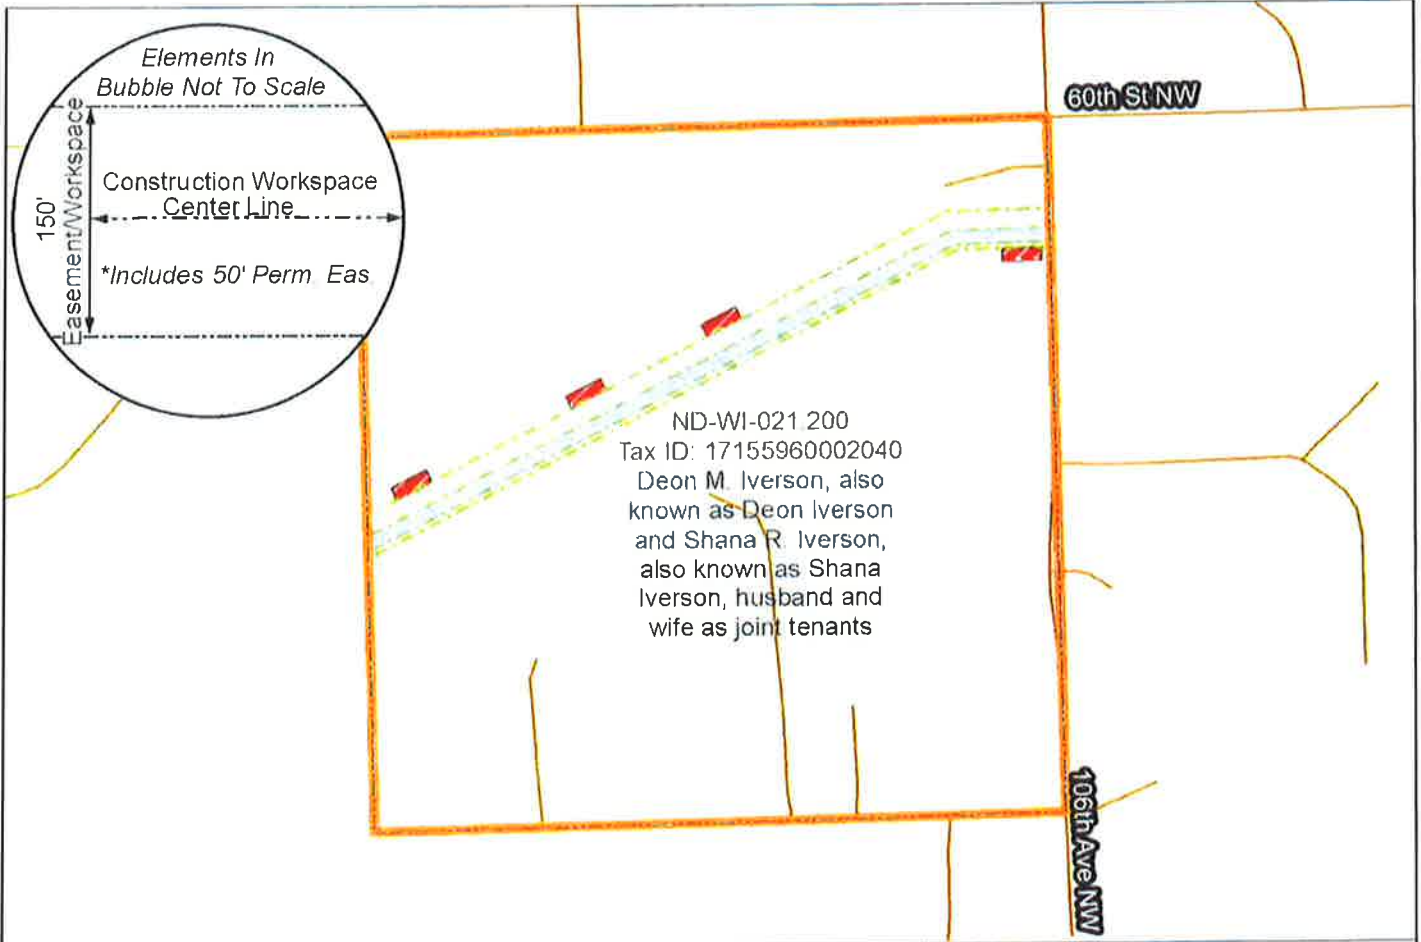 Elements In
Bubble Not To Scale
150'
Easement/Workspace
Construction Workspace
Center Line
*Includes 50' Perm. Eas.
60th St NW
ND-WI-021.200
Tax ID: 17155960002040
Deon M. Iverson, also
known as Deon Iverson
and Shana R. Iverson,
also known as Shana
Iverson, husband and
wife as joint tenants
106th Ave NW